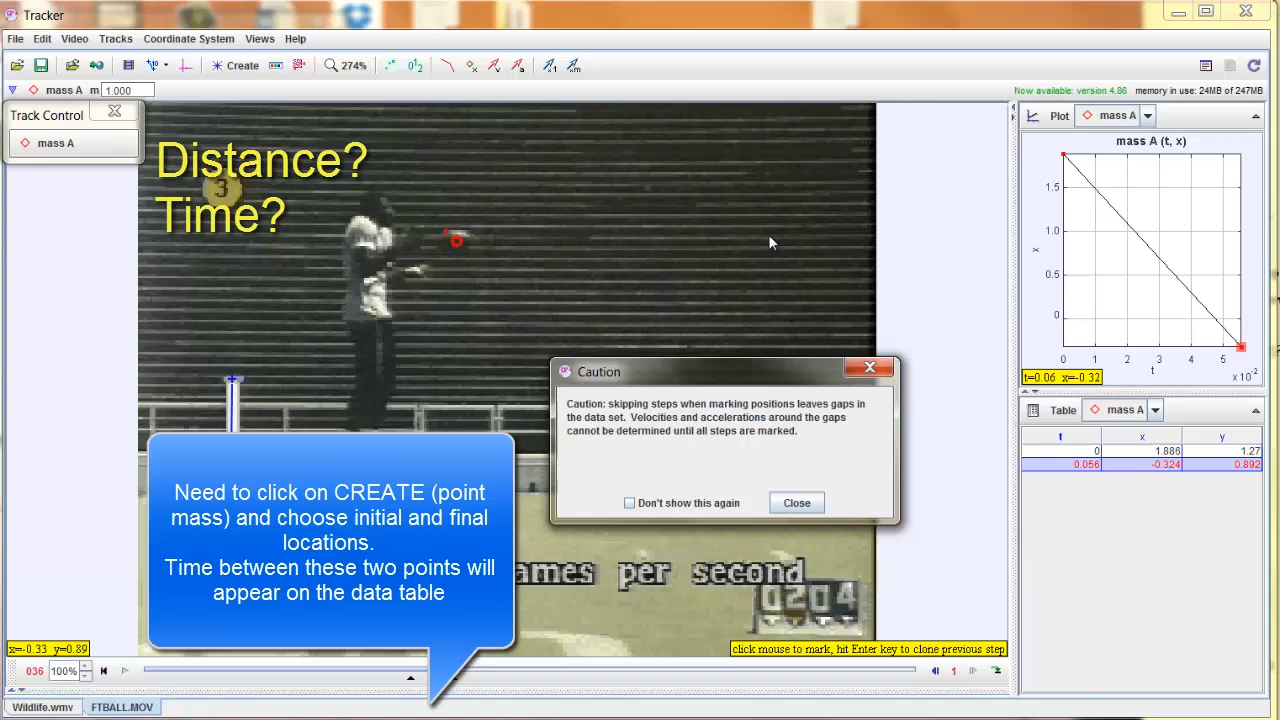 Tracker
File Edit Video Tracks Coordinate System Views Help
Create 274%
mass A m 1.000
Now available: version 4.86 memory in use: 24MB of 247MB
Track Control
mass A
Distance?
3
Time?
Plot mass A
mass A (t, x)
1.5
1.0
0.5
0
x
0 1 2 3 4 5
t
x 10⁻²
t=0.06 x=-0.32
Caution
Caution: skipping steps when marking positions leaves gaps in
the data set. Velocities and accelerations around the gaps
cannot be determined until all steps are marked.
Don't show this again Close
Table mass A
t x y
0 1.886 1.27
0.056 -0.324 0.892
Need to click on CREATE (point
mass) and choose initial and final
locations.
Time between these two points will
appear on the data table
ames per second
0204
x=-0.33 y=0.89
click mouse to mark, hit Enter key to clone previous step
036 100% 1
Wildlife.wmv FTBALL.MOV